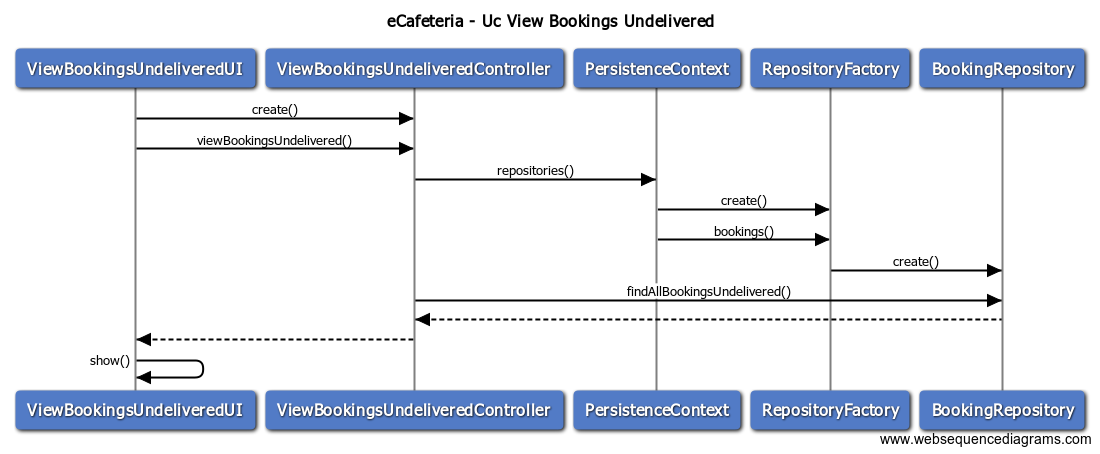 eCafeteria - Uc View Bookings Undelivered
ViewBookingsUndeliveredUI ViewBookingsUndeliveredController PersistenceContext RepositoryFactory BookingRepository
create()
viewBookingsUndelivered()
repositories()
create()
bookings()
create()
findAllBookingsUndelivered()
show()
ViewBookingsUndeliveredUI ViewBookingsUndeliveredController PersistenceContext RepositoryFactory BookingRepository
www.websequencediagrams.com